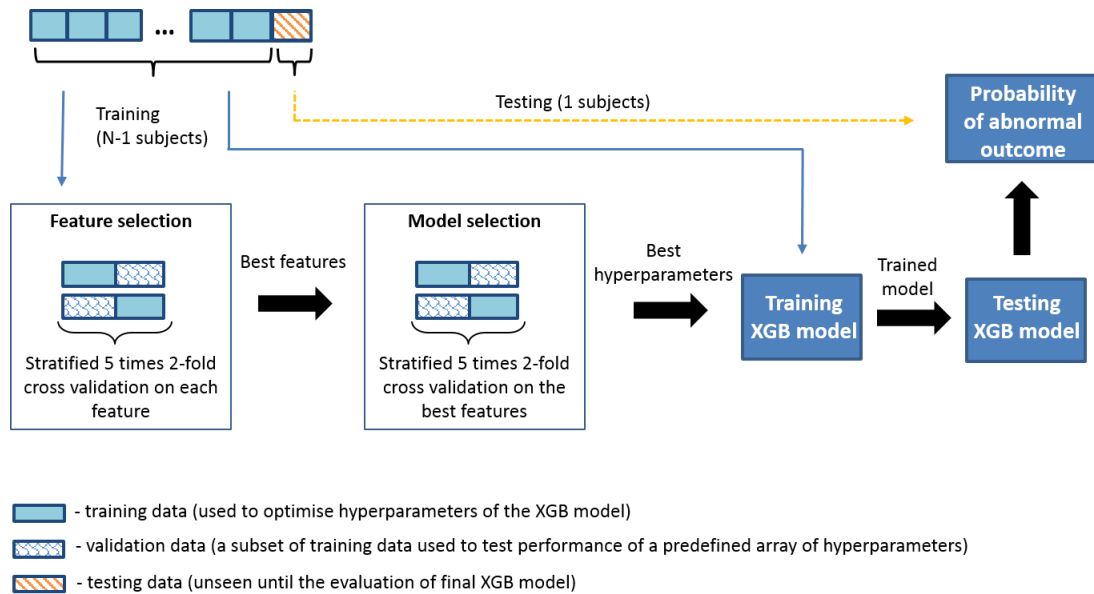 ...
Training
(N-1 subjects)
Testing (1 subjects)
Probability
of abnormal
outcome
Feature selection
Stratified 5 times 2-fold
cross validation on each
feature
Best features
Model selection
Stratified 5 times 2-fold
cross validation on the
best features
Best
hyperparameters
Training
XGB model
Trained
model
Testing
XGB model
- training data (used to optimise hyperparameters of the XGB model)
- validation data (a subset of training data used to test performance of a predefined array of hyperparameters)
- testing data (unseen until the evaluation of final XGB model)